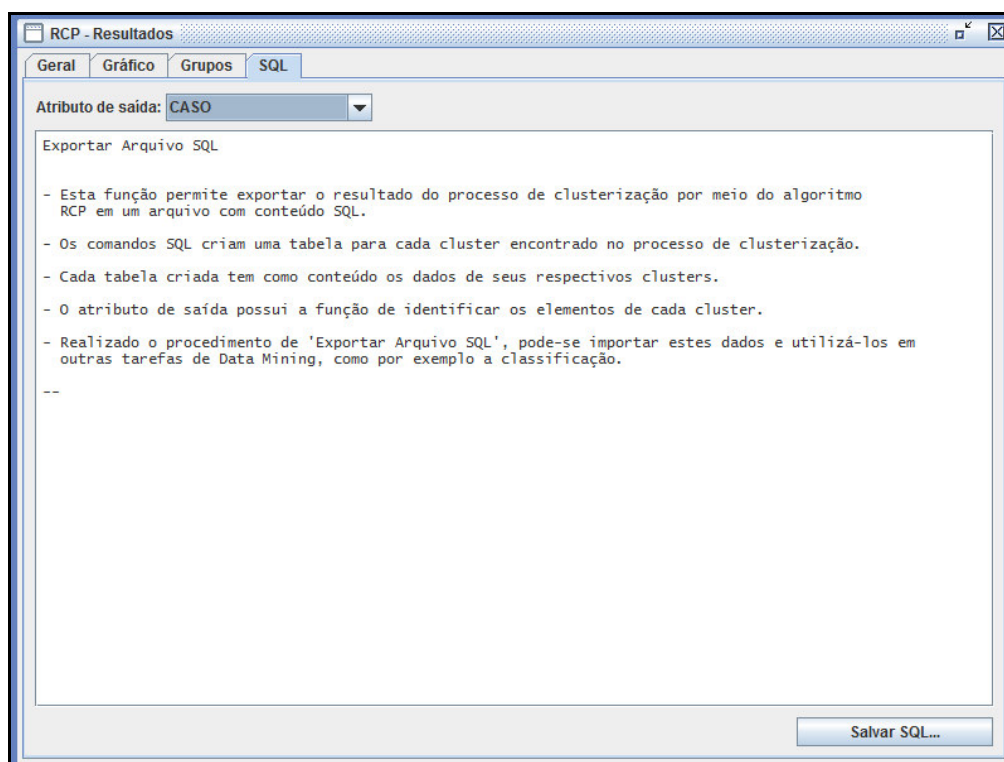 RCP - Resultados
Geral Gráfico Grupos SQL
Atributo de saída: CASO
Exportar Arquivo SQL
- Esta função permite exportar o resultado do processo de clusterização por meio do algoritmo
RCP em um arquivo com conteúdo SQL.
- Os comandos SQL criam uma tabela para cada cluster encontrado no processo de clusterização.
- Cada tabela criada tem como conteúdo os dados de seus respectivos clusters.
- O atributo de saída possui a função de identificar os elementos de cada cluster.
- Realizado o procedimento de 'Exportar Arquivo SQL', pode-se importar estes dados e utilizá-los em
outras tarefas de Data Mining, como por exemplo a classificação.
--
Salvar SQL...